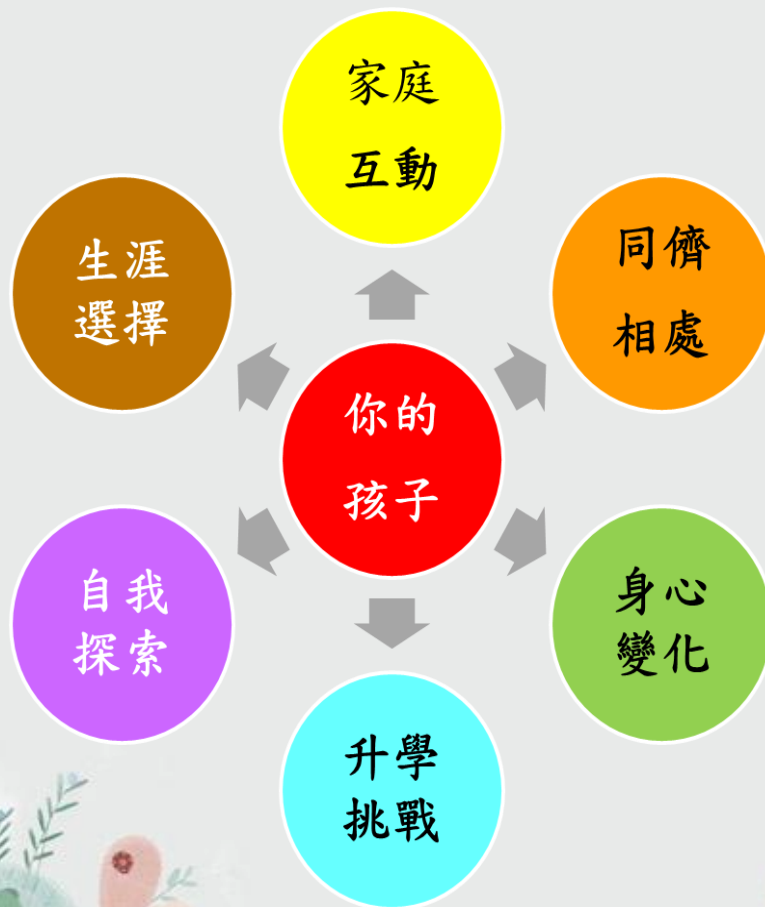 家庭
互動
同儕
相處
身心
變化
升學
挑戰
自我
探索
生涯
選擇
你的
孩子